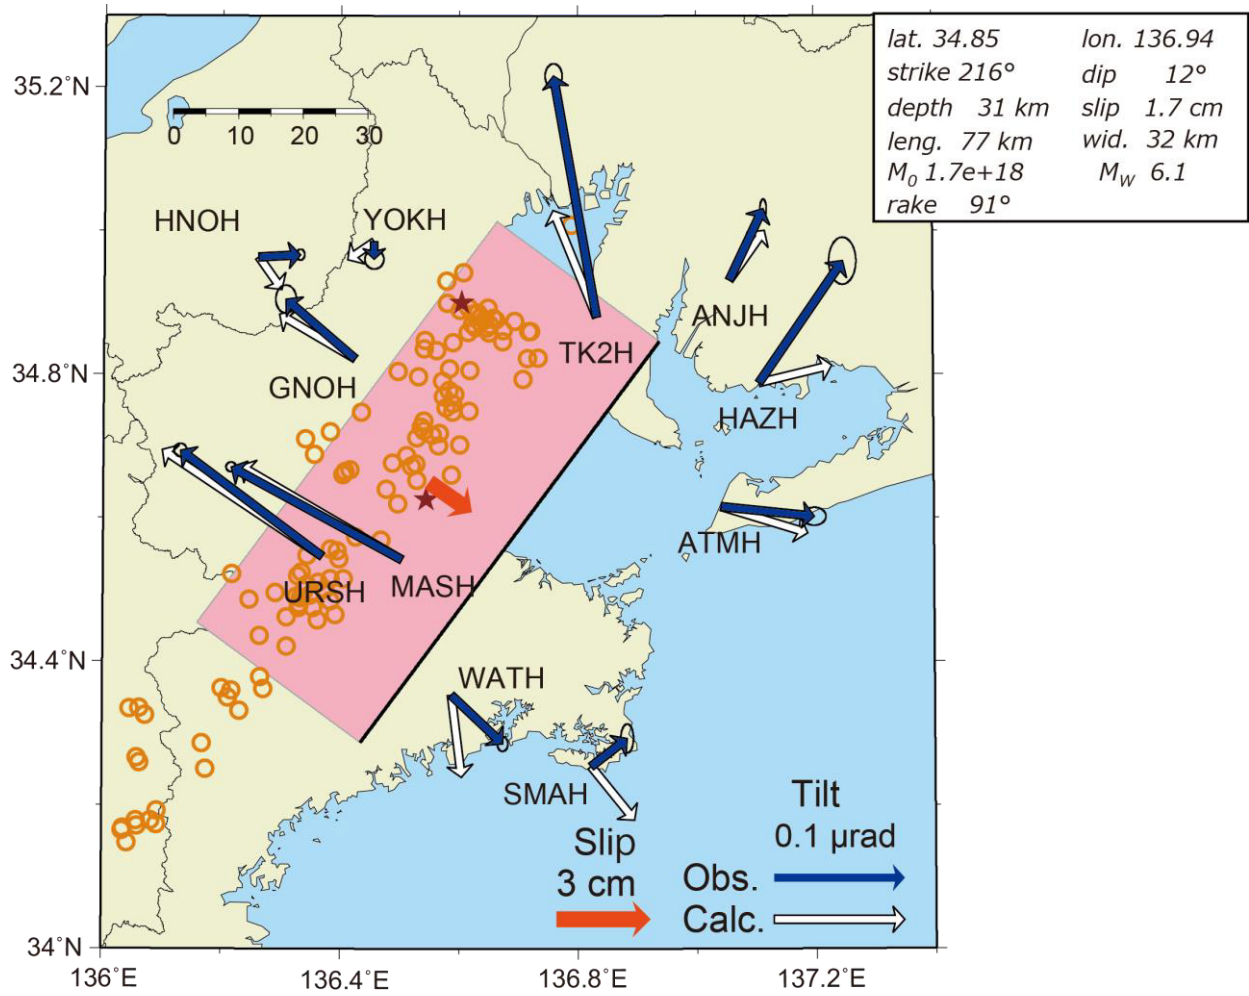 lat. 34.85 lon. 136.94
strike 216° dip 12°
depth 31 km slip 1.7 cm
leng. 77 km wid. 32 km
M0 1.7e+18 MW 6.1
rake 91°
35.2°N
0 10 20 30
HNOH YOKH
ANJH
TK2H
34.8°N
GNOH
HAZH
ATMH
URSH MASH
34.4°N
WATH
SMAH
Tilt
0.1 μrad
Slip
3 cm
Obs.
Calc.
34°N
136°E 136.4°E 136.8°E 137.2°E